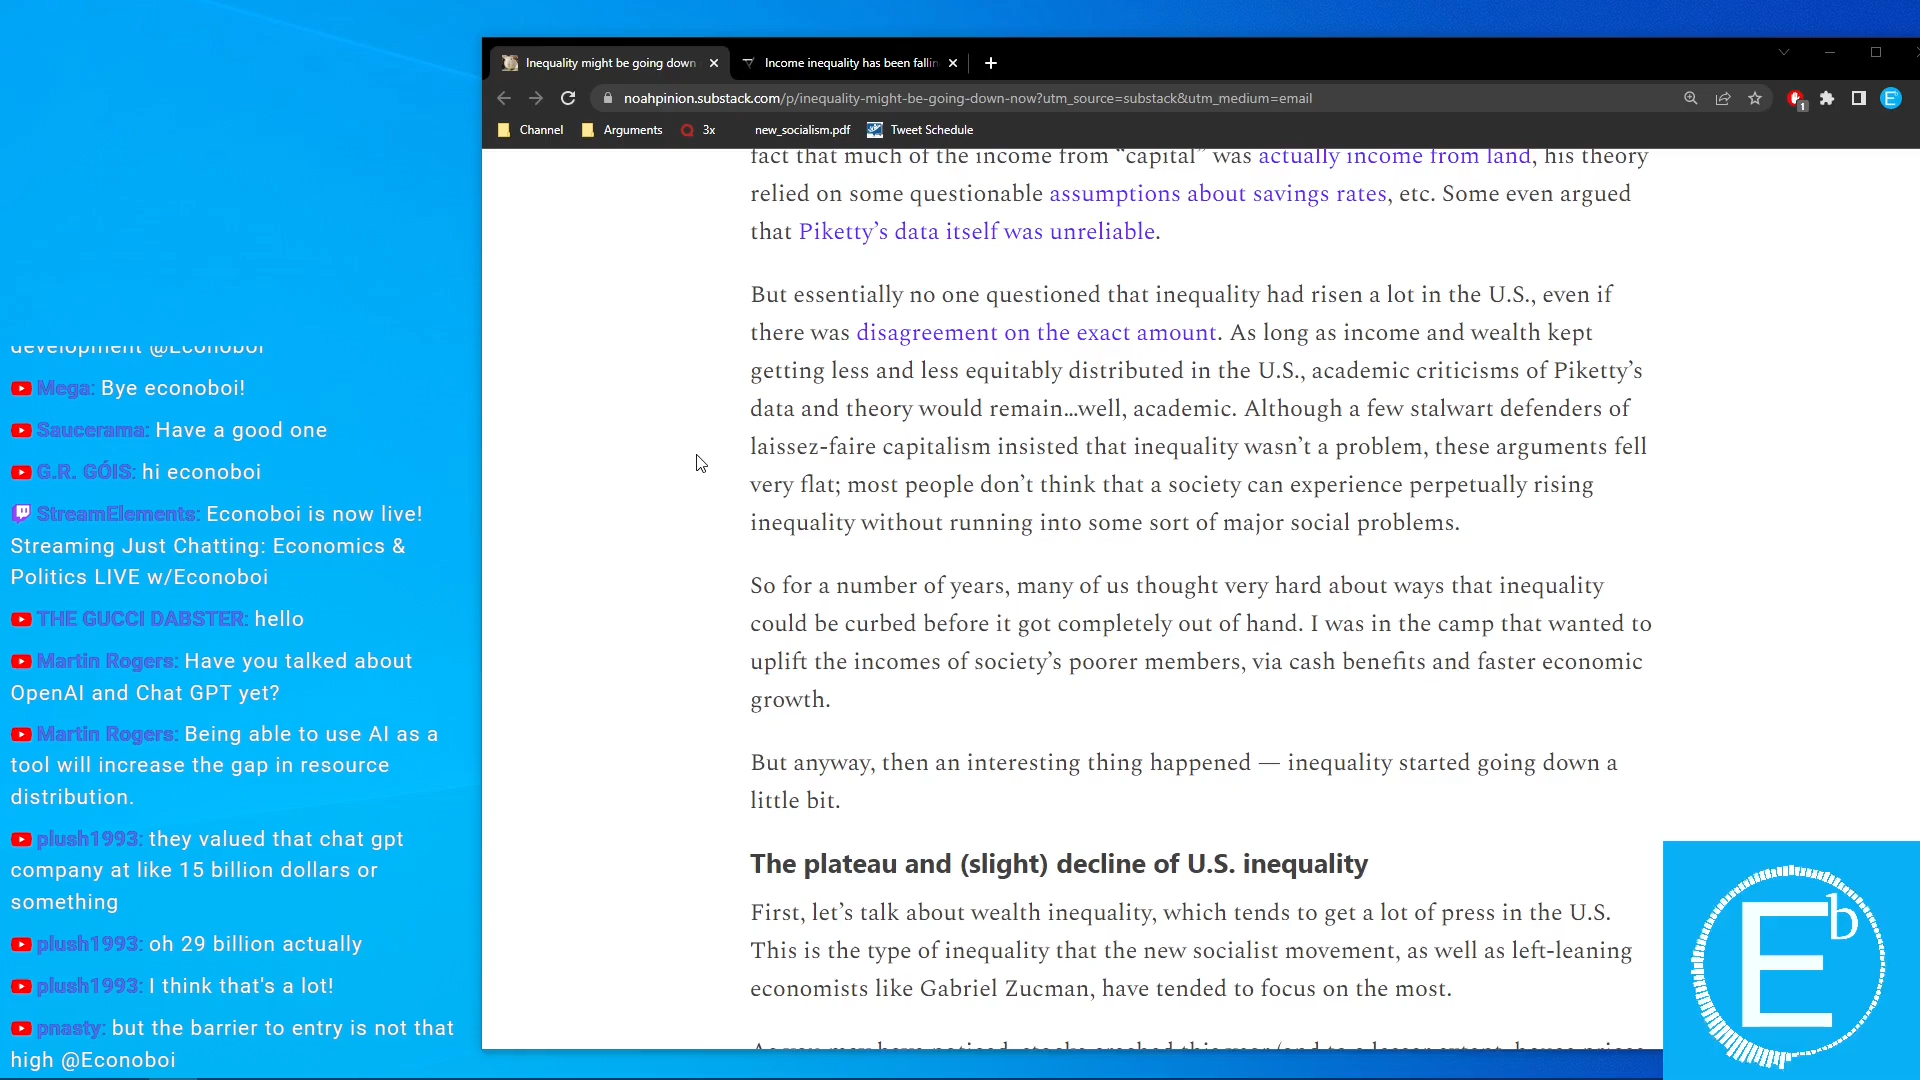 Inequality might be going down
Income inequality has been fallin
noahpinion.substack.com/p/inequality-might-be-going-down-now?utm_source=substack&utm_medium=email
1
E
Channel
Arguments
3x
new_socialism.pdf
Tweet Schedule
fact that much of the income from “capital” was actually income from land, his theory
relied on some questionable assumptions about savings rates, etc. Some even argued
that Piketty’s data itself was unreliable.
But essentially no one questioned that inequality had risen a lot in the U.S., even if
there was disagreement on the exact amount. As long as income and wealth kept
getting less and less equitably distributed in the U.S., academic criticisms of Piketty’s
data and theory would remain…well, academic. Although a few stalwart defenders of
laissez-faire capitalism insisted that inequality wasn’t a problem, these arguments fell
very flat; most people don’t think that a society can experience perpetually rising
inequality without running into some sort of major social problems.
So for a number of years, many of us thought very hard about ways that inequality
could be curbed before it got completely out of hand. I was in the camp that wanted to
uplift the incomes of society’s poorer members, via cash benefits and faster economic
growth.
But anyway, then an interesting thing happened — inequality started going down a
little bit.
The plateau and (slight) decline of U.S. inequality
First, let’s talk about wealth inequality, which tends to get a lot of press in the U.S.
This is the type of inequality that the new socialist movement, as well as left-leaning
economists like Gabriel Zucman, have tended to focus on the most.
As you may have noticed, stocks crashed this year (and to a lesser extent, house prices
development @Econoboi
Mega: Bye econoboi!
Saucerama: Have a good one
G.R. GÓIS: hi econoboi
StreamElements: Econoboi is now live!
Streaming Just Chatting: Economics &
Politics LIVE w/Econoboi
THE GUCCI DABSTER: hello
Martin Rogers: Have you talked about
OpenAI and Chat GPT yet?
Martin Rogers: Being able to use AI as a
tool will increase the gap in resource
distribution.
plush1993: they valued that chat gpt
company at like 15 billion dollars or
something
plush1993: oh 29 billion actually
plush1993: I think that's a lot!
pnasty: but the barrier to entry is not that
high @Econoboi
Eb